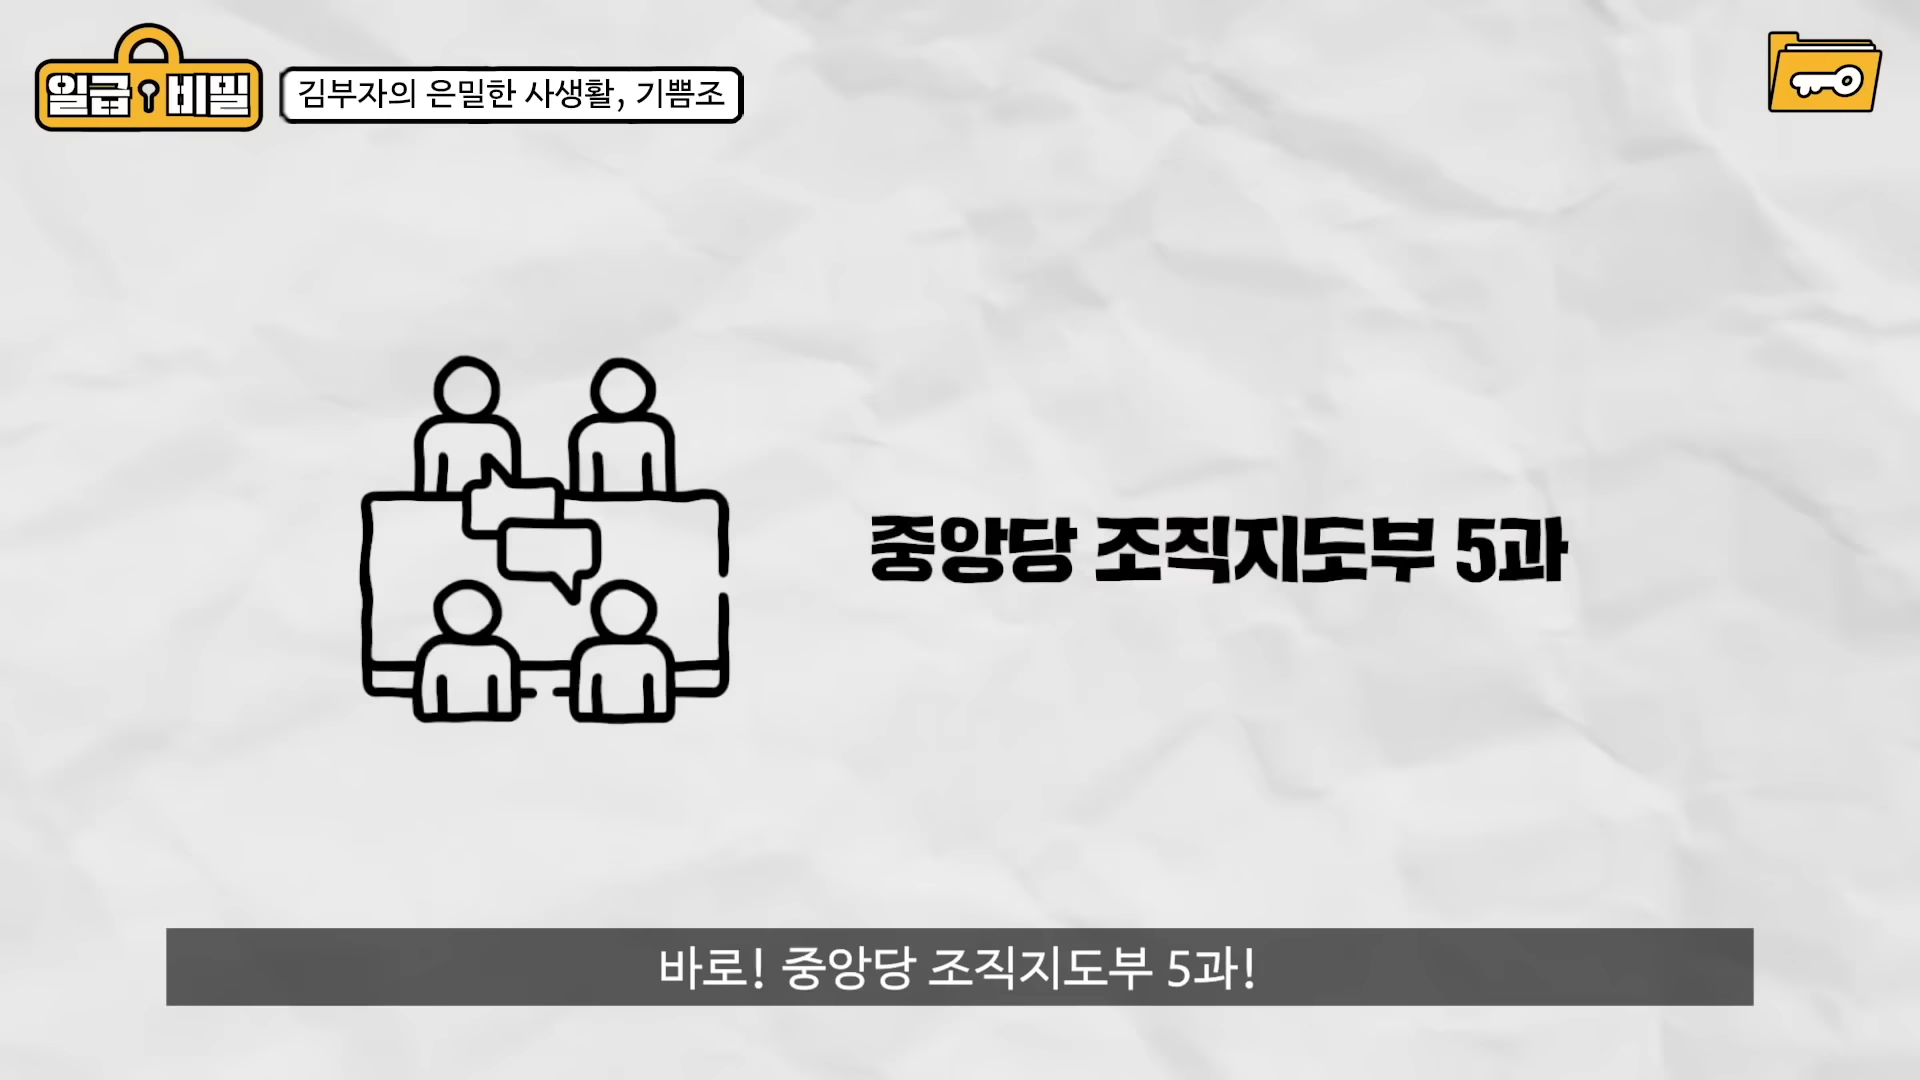 일급비밀
김부자의 은밀한 사생활, 기쁨조
중앙당 조직지도부 5과
바로! 중앙당 조직지도부 5과!